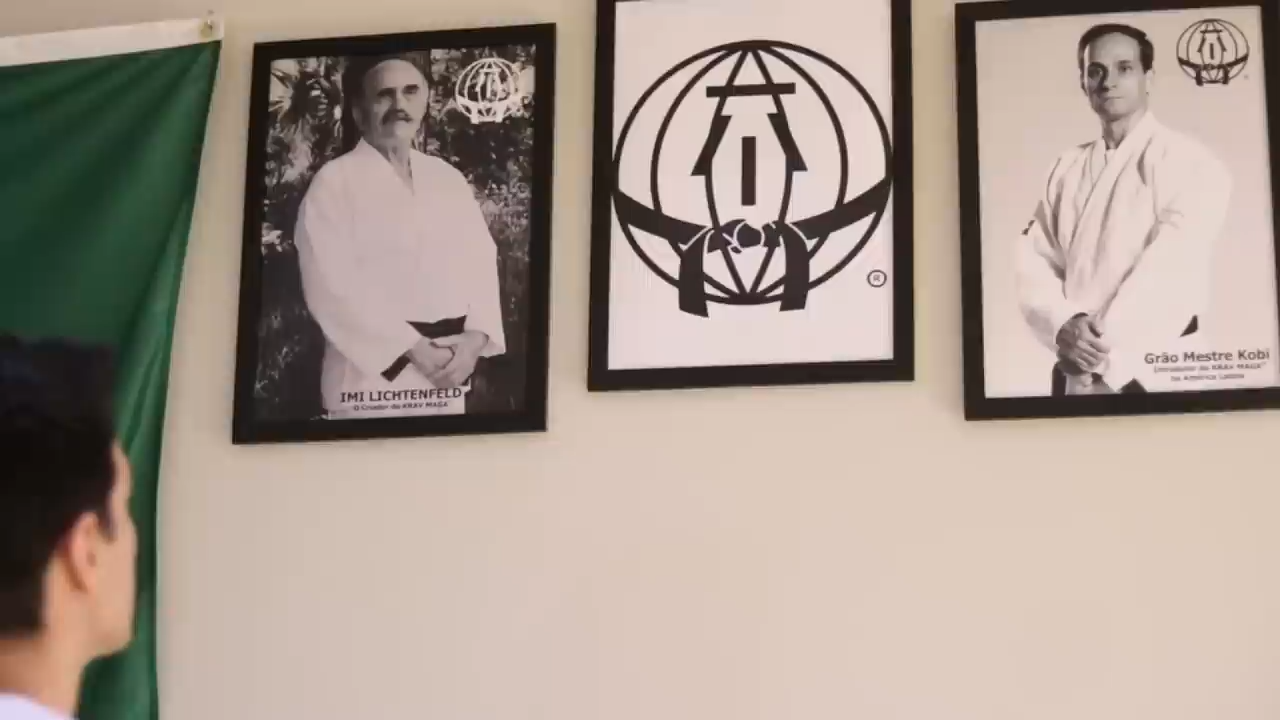 IMI LICHTENFELD
O Criador do KRAV MAGA
®
Grão Mestre Kobi
Introdutor do KRAV MAGA
na América Latina